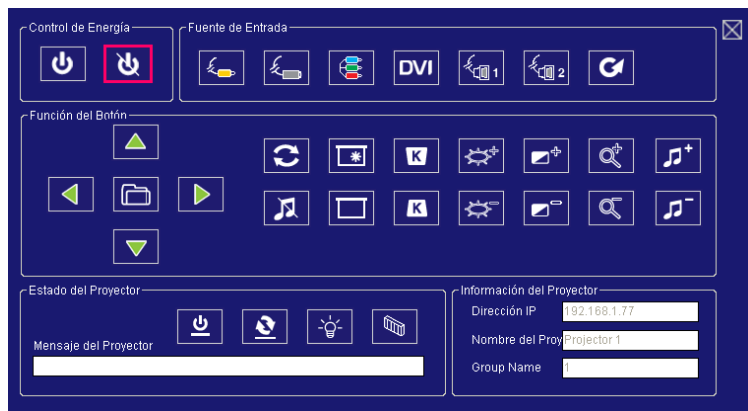 Control de Energía
Fuente de Entrada
DVI
1
2
Función del Botón
K
K
Estado del Proyector
Mensaje del Proyector
Información del Proyector
Dirección IP 192.168.1.77
Nombre del Proy Projector 1
Group Name 1